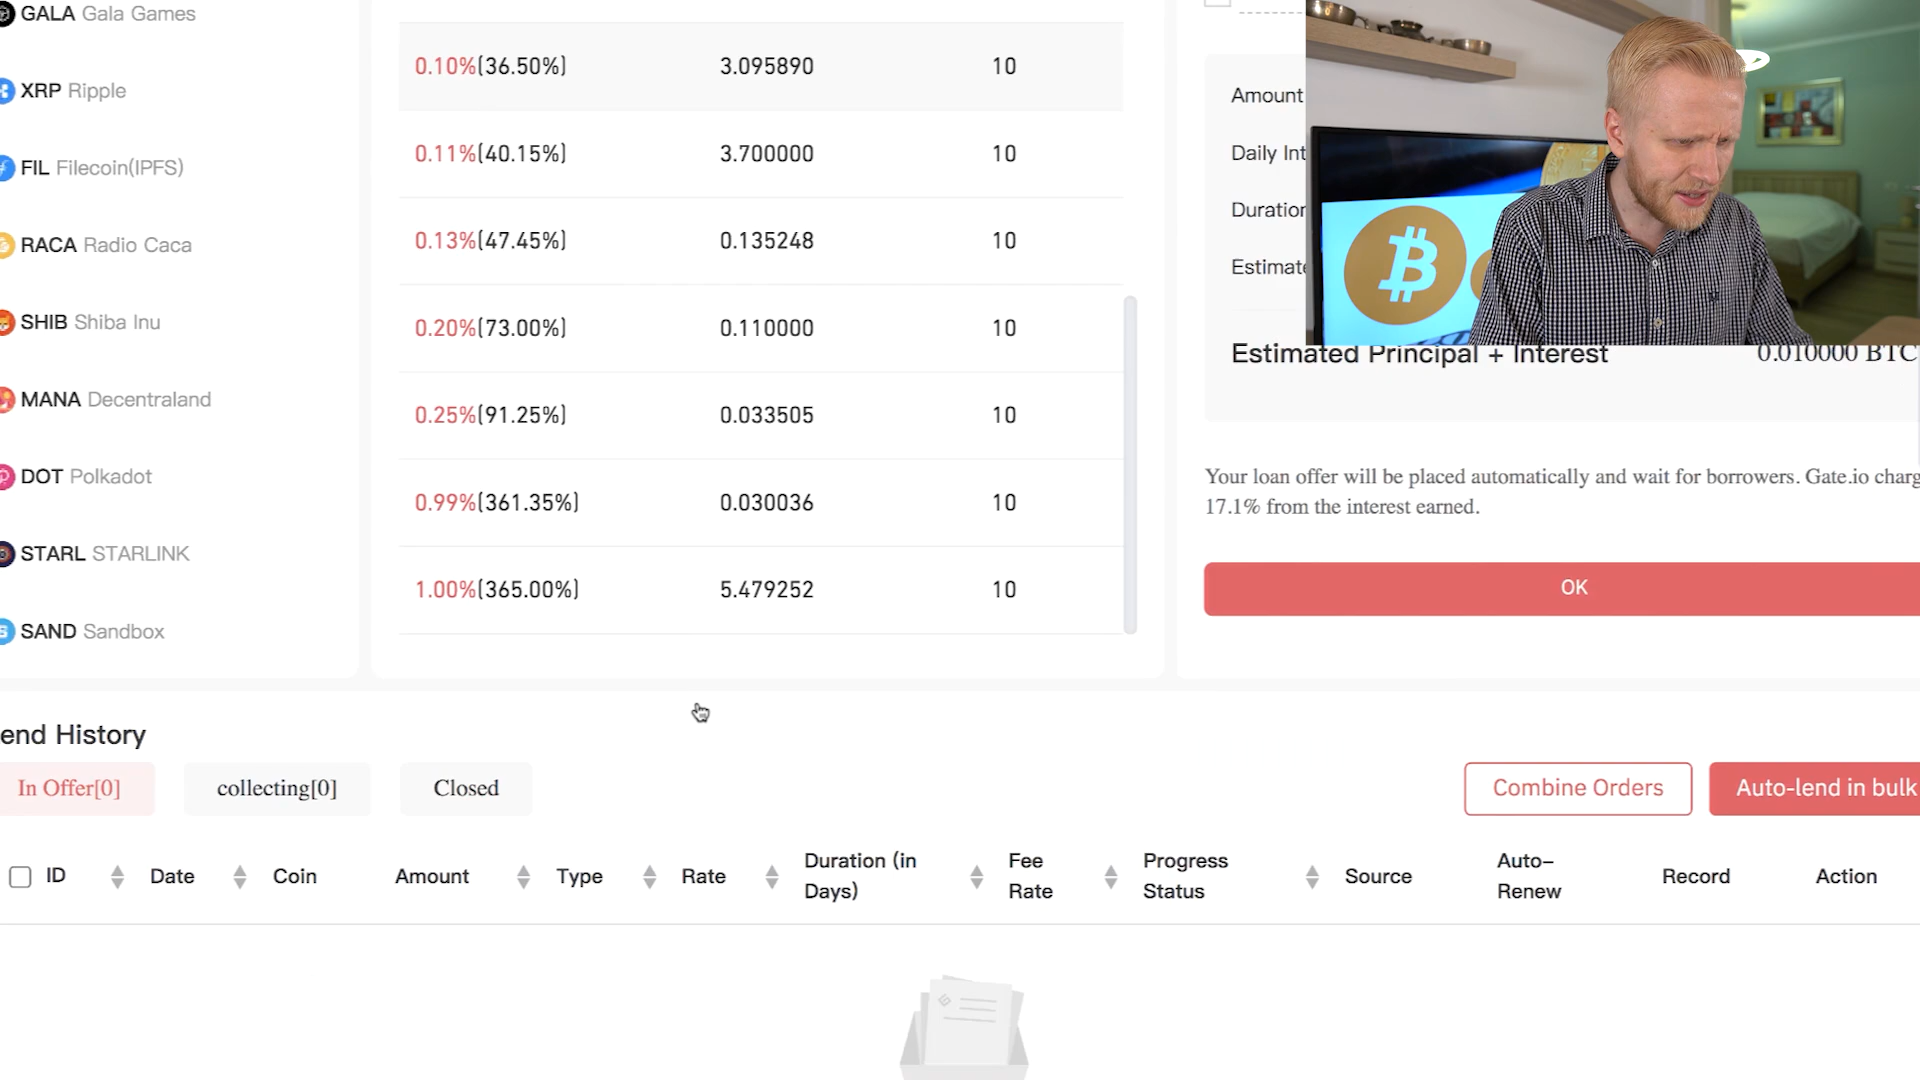 GALA Gala Games
XRP Ripple
FIL Filecoin(IPFS)
RACA Radio Caca
SHIB Shiba Inu
MANA Decentraland
DOT Polkadot
STARL STARLINK
SAND Sandbox
0.10%(36.50%) 3.095890 10
0.11%(40.15%) 3.700000 10
0.13%(47.45%) 0.135248 10
0.20%(73.00%) 0.110000 10
0.25%(91.25%) 0.033505 10
0.99%(361.35%) 0.030036 10
1.00%(365.00%) 5.479252 10
Amount
Daily Int
Duration
Estimate
Estimated Principal + Interest 0.010000 BTC
Your loan offer will be placed automatically and wait for borrowers. Gate.io charg
17.1% from the interest earned.
OK
end History
In Offer[0] collecting[0] Closed
Combine Orders Auto-lend in bulk
ID Date Coin Amount Type Rate Duration (in Days) Fee Rate Progress Status Source Auto-Renew Record Action